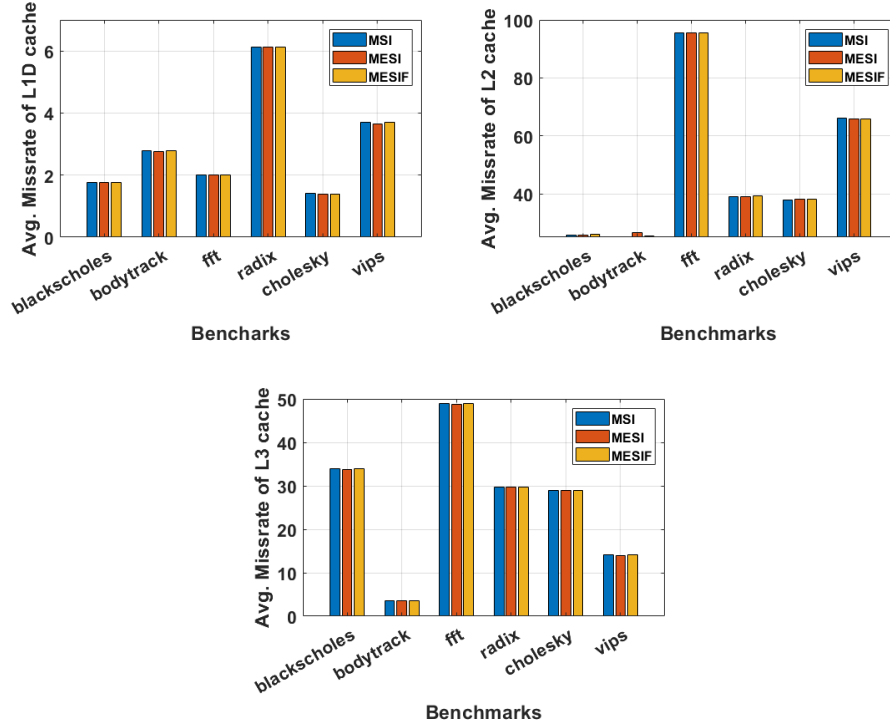 Avg. Missrate of L1D cache
6
4
2
0
MSI
MESI
MESIF
blackscholes
bodytrack
fft
radix
cholesky
vips
Bencharks
Avg. Missrate of L2 cache
100
80
60
40
MSI
MESI
MESIF
blackscholes
bodytrack
fft
radix
cholesky
vips
Benchmarks
Avg. Missrate of L3 cache
50
40
30
20
10
0
MSI
MESI
MESIF
blackscholes
bodytrack
fft
radix
cholesky
vips
Benchmarks